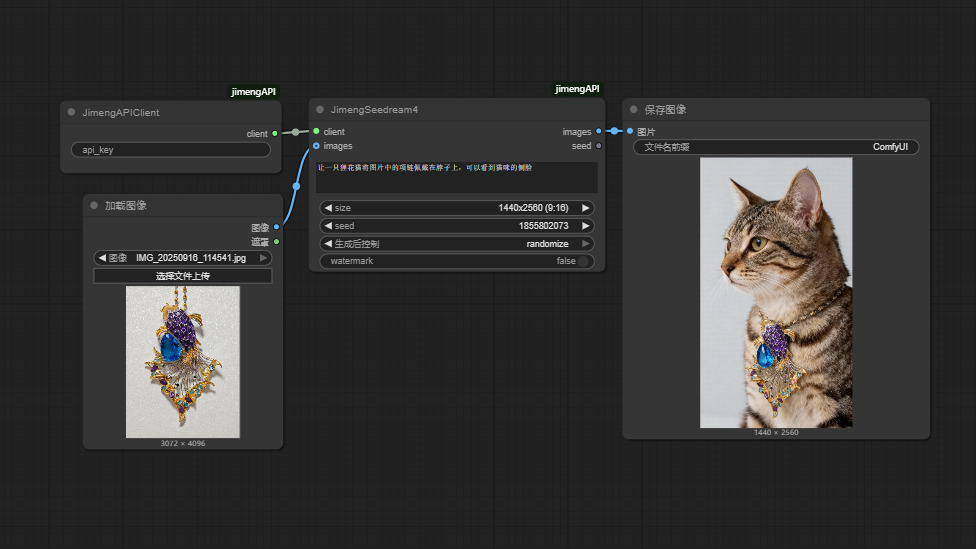 jimengAPI
JimengAPIClient
client
api_key
加载图像
图像
遮罩
图像 IMG_20250916_114541.jpg
选择文件上传
3072 × 4096
jimengAPI
JimengSeedream4
client images
images seed
让一只狸花猫将图片中的项链佩戴在脖子上，可以看到猫咪的侧脸
size 1440x2560 (9:16)
seed 1855802073
生成后控制 randomize
watermark false
保存图像
图片
文件名前缀 ComfyUI
1440 × 2560